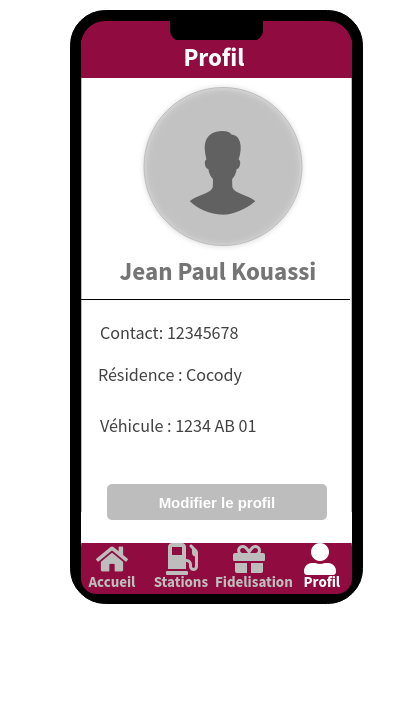 Profil
Jean Paul Kouassi
Contact: 12345678
Résidence : Cocody
Véhicule : 1234 AB 01
Modifier le profil
Accueil Stations Fidelisation Profil